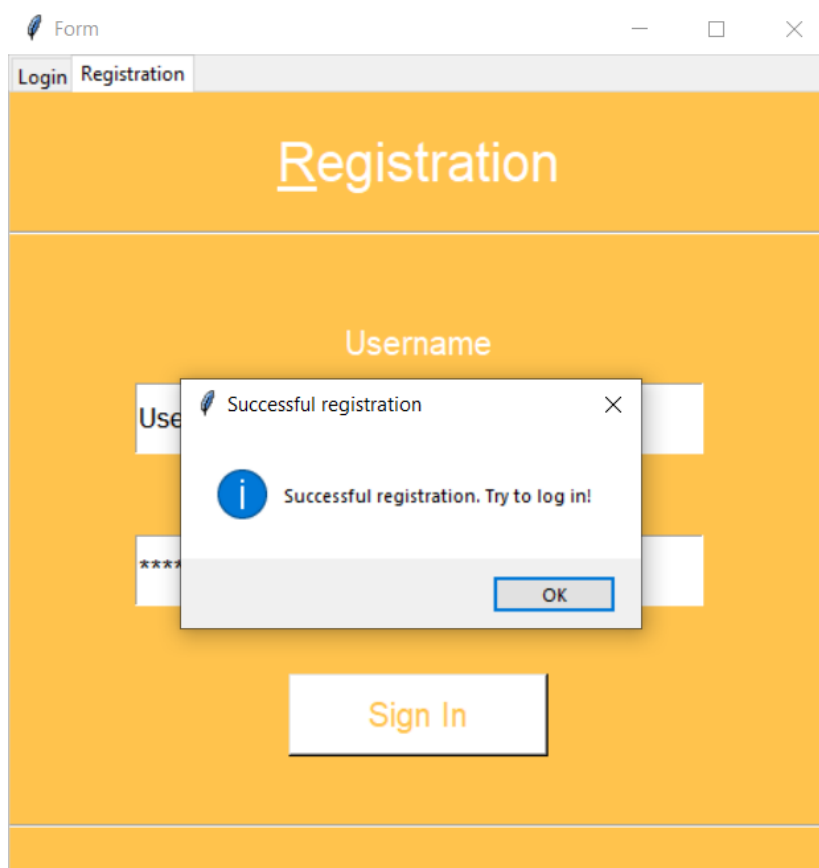 Form
Login Registration
Registration
Username
Use
Successful registration
Successful registration. Try to log in!
****
OK
Sign In